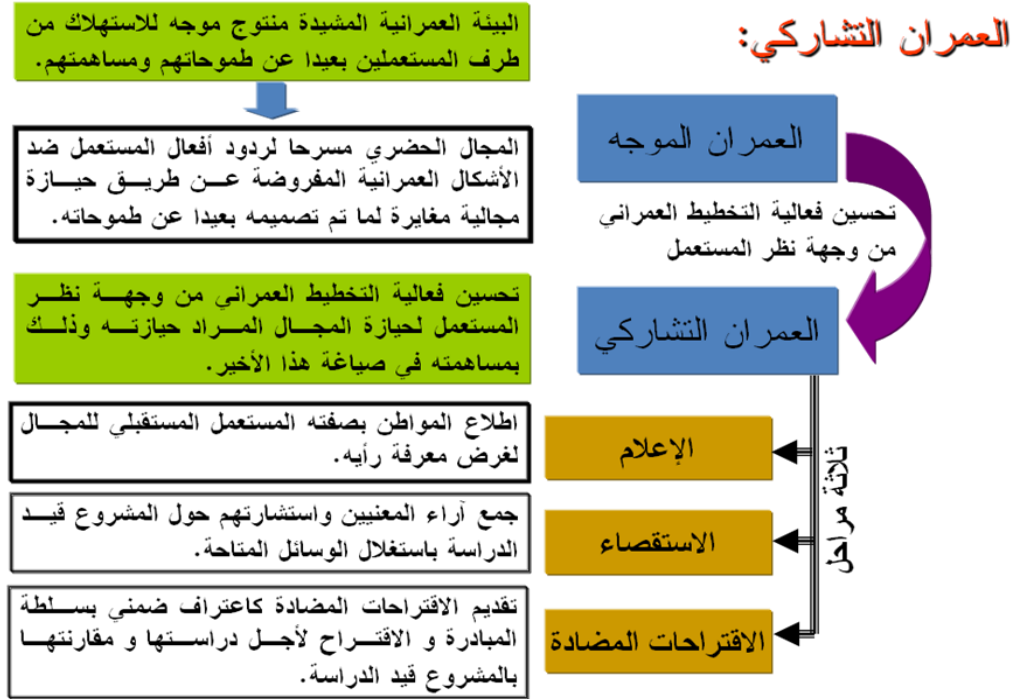 العمران التشاركي:
العمران الموجه
البيئة العمرانية المشيدة منتوج موجه للاستهلاك من
طرف المستعملين بعيدا عن طموحاتهم ومساهمتهم.
المجال الحضري مسرحا لردود أفعال المستعمل ضد
الأشكال العمرانية المفروضة عن طريق حيازة
مجالية مغايرة لما تم تصميمه بعيدا عن طموحاته.
تحسين فعالية التخطيط العمراني
من وجهة نظر المستعمل
العمران التشاركي
تحسين فعالية التخطيط العمراني من وجهة نظر
المستعمل لحيازة المجال المراد حيازته وذلك
بمساهمته في صياغة هذا الأخير.
ثلاثة مراحل
الإعلام
اطلاع المواطن بصفته المستعمل المستقبلي للمجال
لغرض معرفة رأيه.
الاستقصاء
جمع آراء المعنيين واستشارتهم حول المشروع قيد
الدراسة باستغلال الوسائل المتاحة.
الاقتراحات المضادة
تقديم الاقتراحات المضادة كاعتراف ضمني بسلطة
المبادرة و الاقتراح لأجل دراستها و مقارنتها
بالمشروع قيد الدراسة.